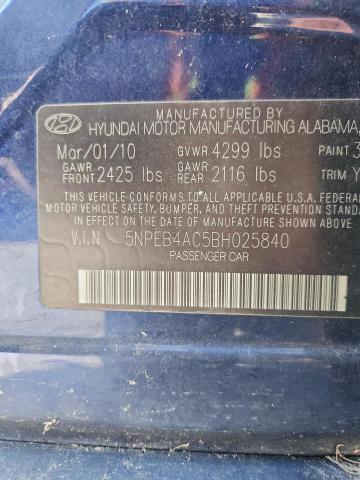 MANUFACTURED BY
HYUNDAI MOTOR MANUFACTURING ALABAMA,
Mar/01/10 GVWR 4299 lbs PAINT 3
GAWR FRONT 2425 lbs GAWR REAR 2116 lbs TRIM Y
THIS VEHICLE CONFORMS TO ALL APPLICABLE U.S.A FEDERAL
MOTOR VEHICLE SAFETY, BUMPER, AND THEFT PREVENTION STAND
IN EFFECT ON THE DATE OF MANUFACTURE SHOWN ABOVE.
V.I.N 5NPEB4AC5BH025840
PASSENGER CAR